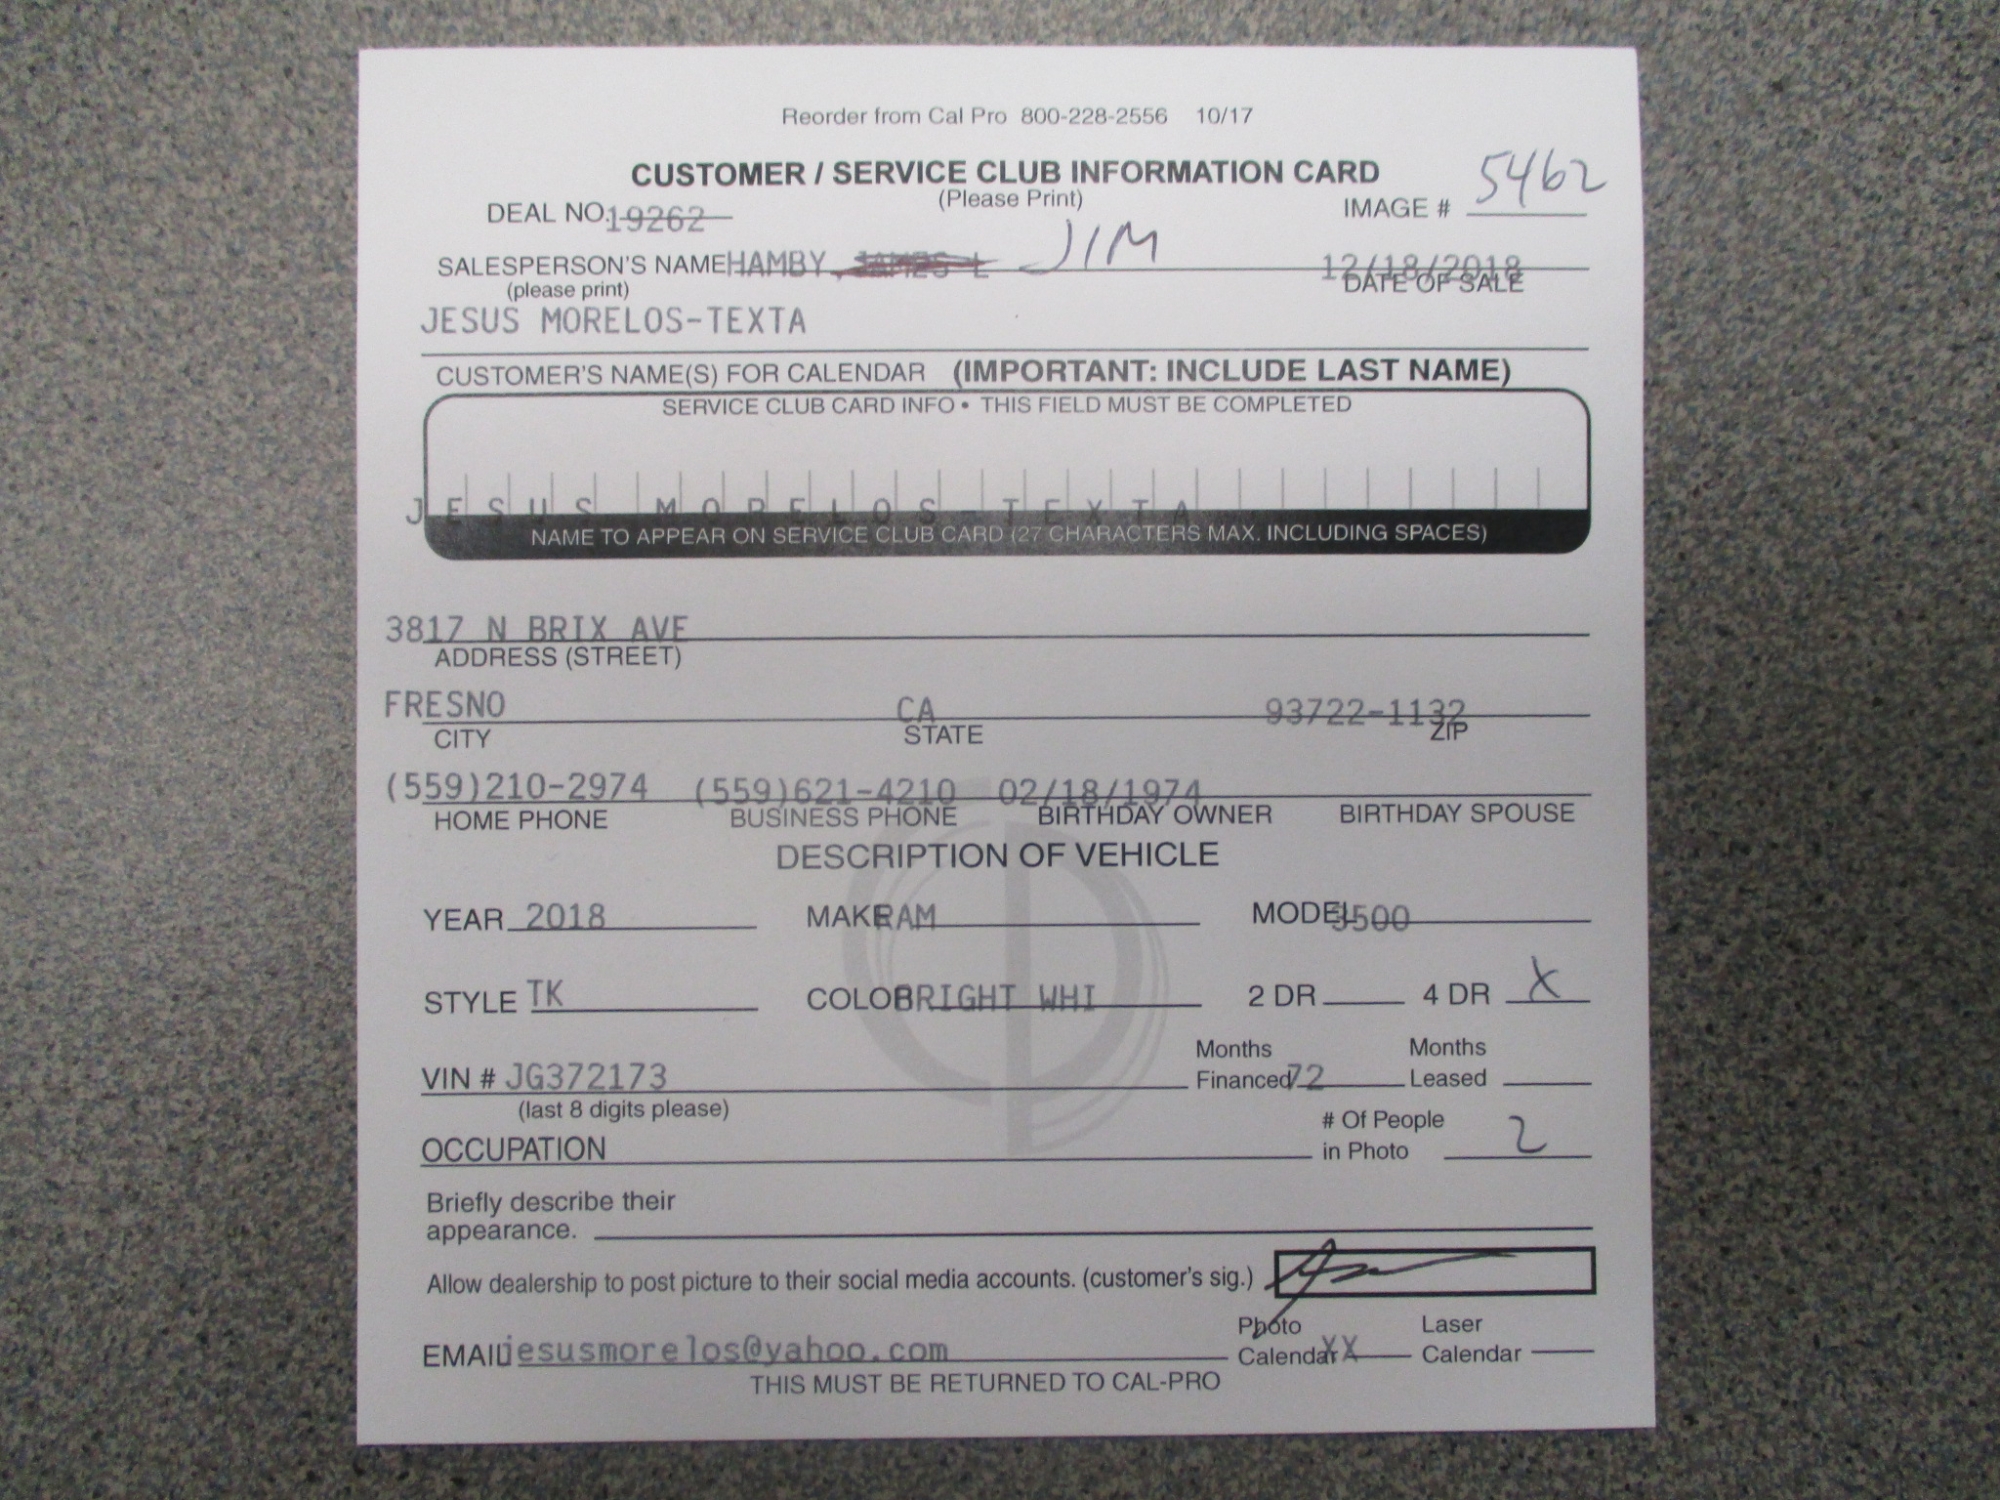 Reorder from Cal Pro 800-228-2556 10/17
CUSTOMER / SERVICE CLUB INFORMATION CARD
(Please Print)
DEAL NO. 19262 IMAGE # 5462
SALESPERSON'S NAME HAMBY, JAMES L JIM 12/18/2018
(please print) DATE OF SALE
JESUS MORELOS-TEXTA
CUSTOMER'S NAME(S) FOR CALENDAR (IMPORTANT: INCLUDE LAST NAME)
SERVICE CLUB CARD INFO • THIS FIELD MUST BE COMPLETED
JESUS MORELOS-TEXTA
NAME TO APPEAR ON SERVICE CLUB CARD (27 CHARACTERS MAX. INCLUDING SPACES)
3817 N BRIX AVE
ADDRESS (STREET)
FRESNO CA 93722-1132
CITY STATE ZIP
(559)210-2974 (559)621-4210 02/18/1974
HOME PHONE BUSINESS PHONE BIRTHDAY OWNER BIRTHDAY SPOUSE
DESCRIPTION OF VEHICLE
YEAR 2018 MAKE RAM MODEL 3500
STYLE TK COLOR BRIGHT WHI 2 DR 4 DR X
VIN # JG372173 Months Financed 72 Months Leased
(last 8 digits please)
OCCUPATION # Of People in Photo 2
Briefly describe their
appearance.
Allow dealership to post picture to their social media accounts. (customer's sig.)
EMAIL jesusmorelos@yahoo.com Photo Calendar XX Laser Calendar
THIS MUST BE RETURNED TO CAL-PRO